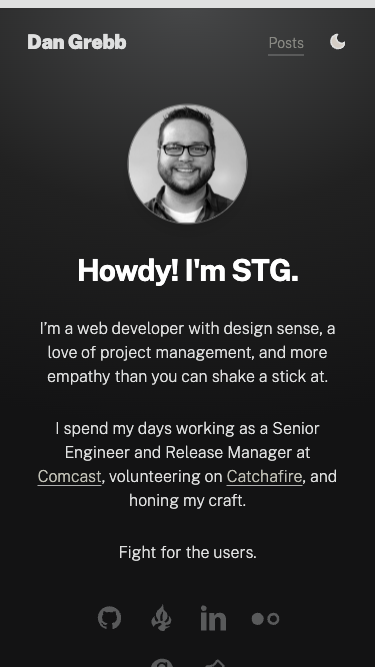 Dan Grebb
Posts
Howdy! I'm STG.
I’m a web developer with design sense, a
love of project management, and more
empathy than you can shake a stick at.
I spend my days working as a Senior
Engineer and Release Manager at
Comcast, volunteering on Catchafire, and
honing my craft.
Fight for the users.
in